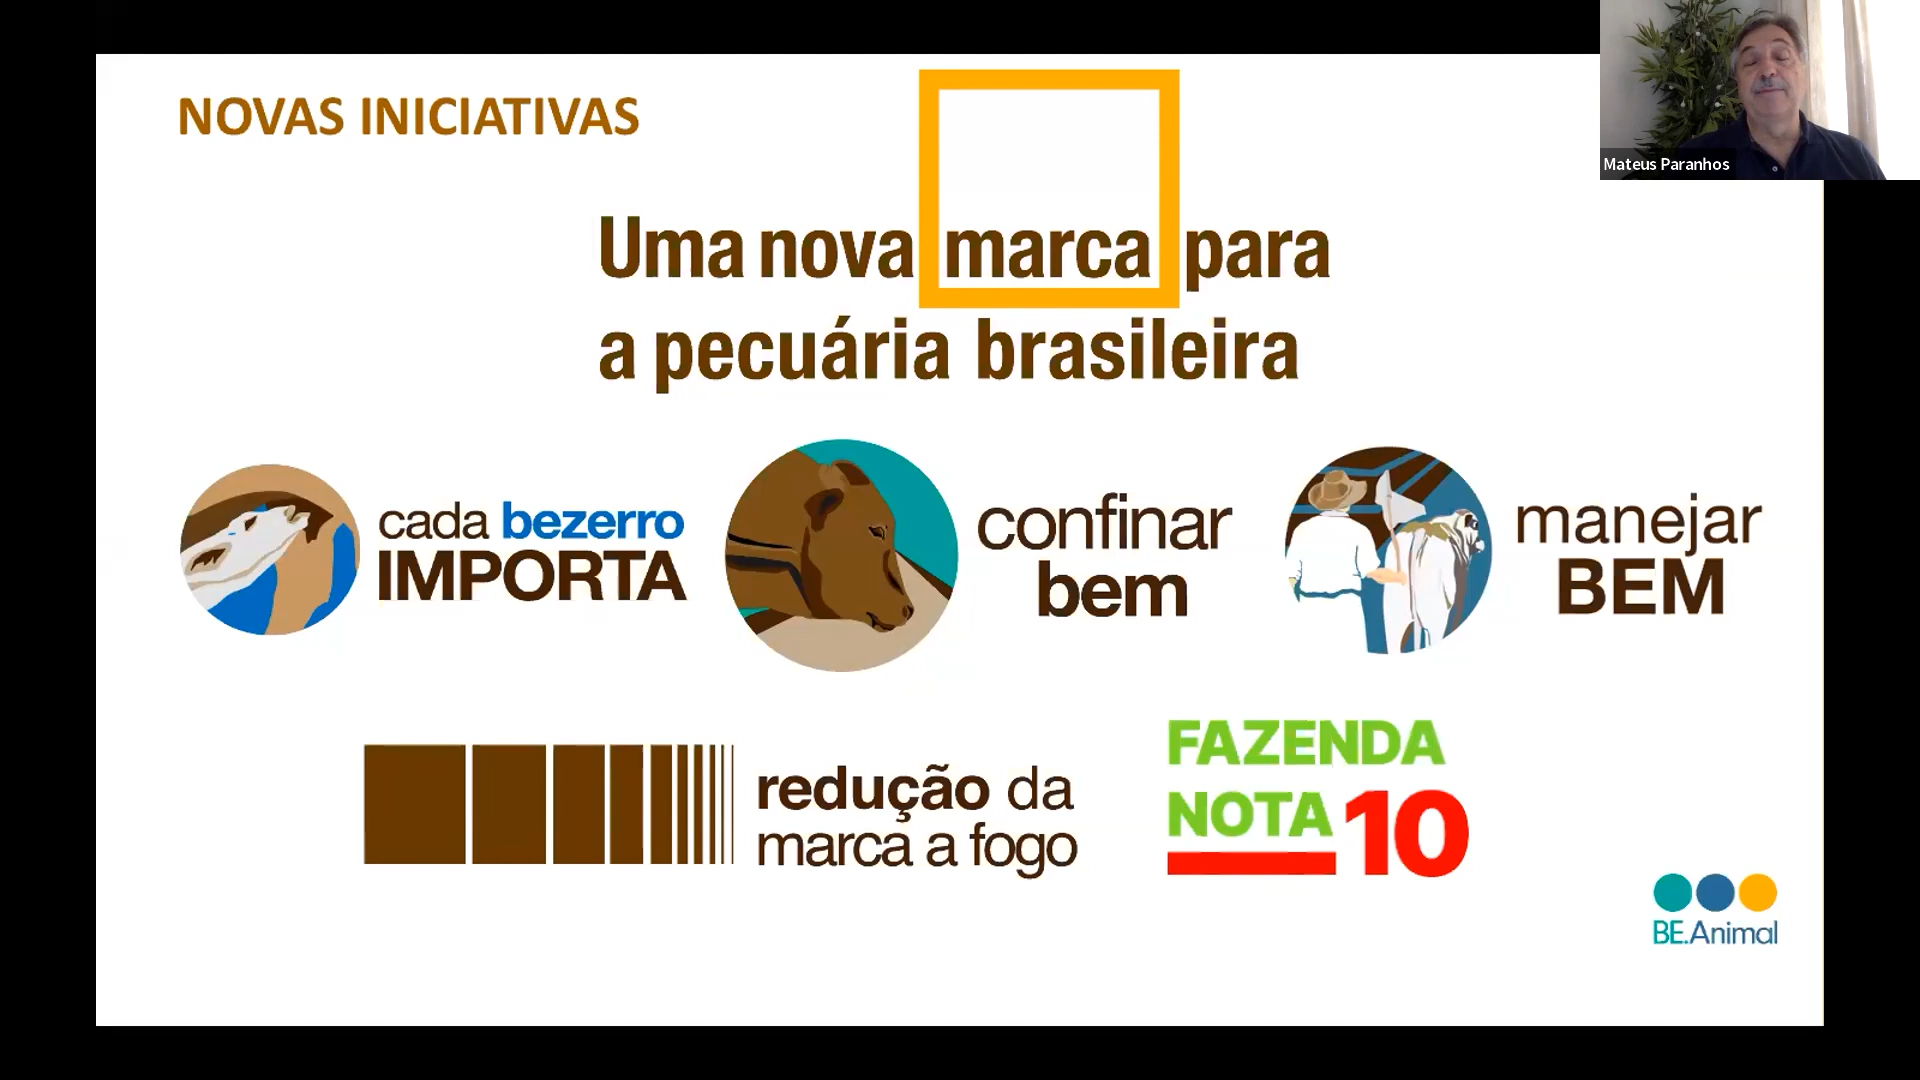 NOVAS INICIATIVAS
Mateus Paranhos
Uma nova marca para
a pecuária brasileira
cada bezerro
IMPORTA
confinar
bem
manejar
BEM
redução da
marca a fogo
FAZENDA
NOTA 10
BE.Animal